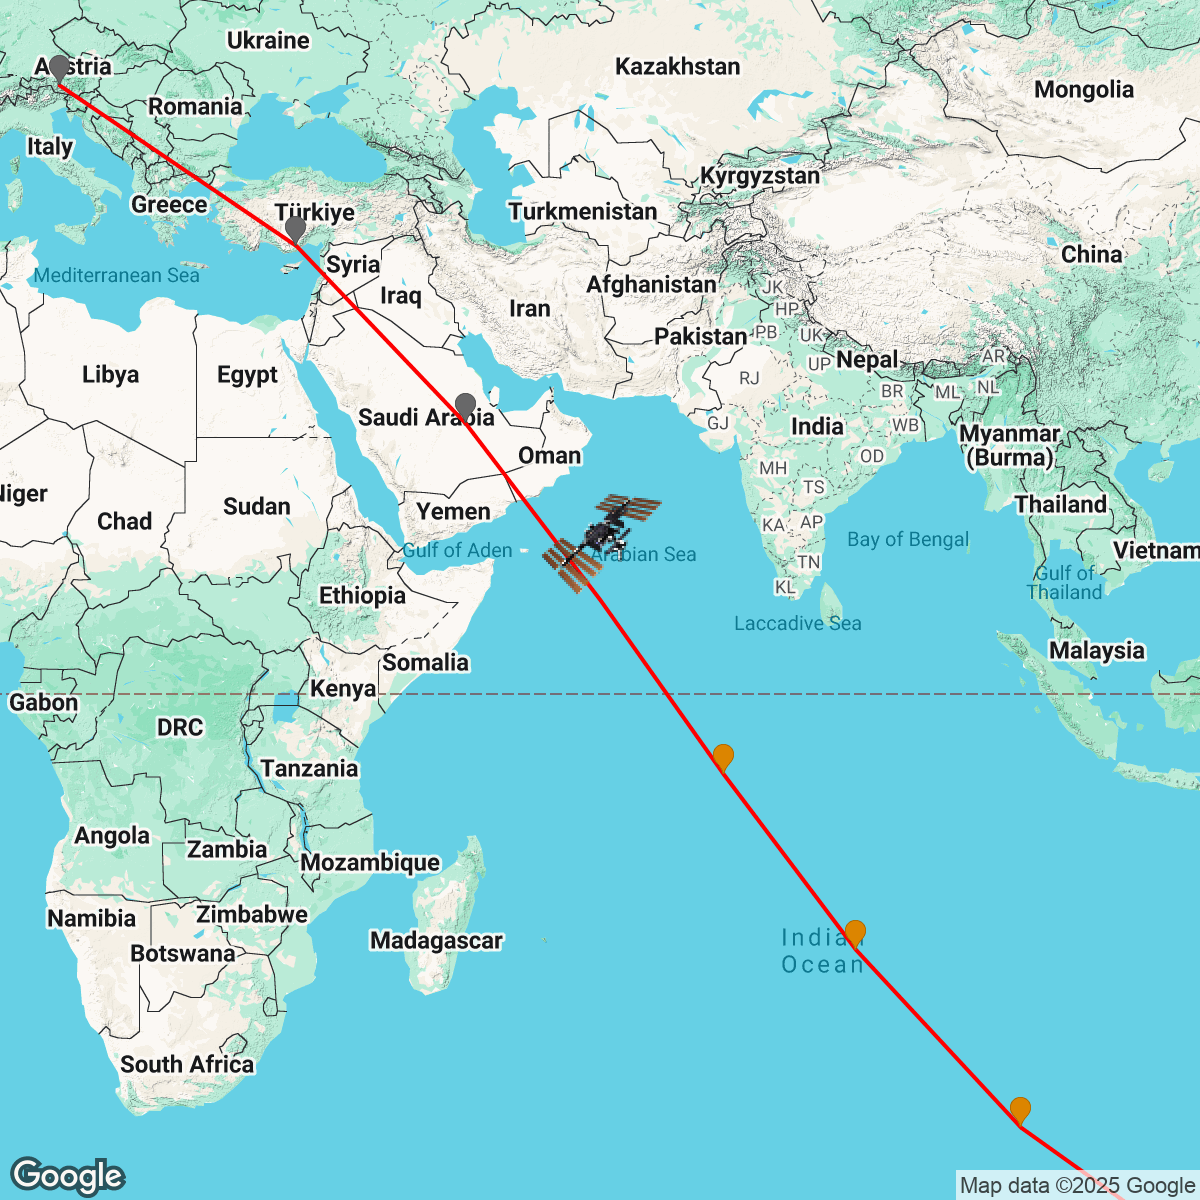 Ukraine
Austria
Kazakhstan
Mongolia
Romania
Italy
Kyrgyzstan
Greece
Türkiye
Turkmenistan
China
Syria
Mediterranean Sea
Afghanistan
JK
Iraq
Iran
HP
Pakistan
PB
UK
Nepal
AR
UP
Libya
Egypt
RJ
BR
ML
NL
Saudi Arabia
GJ
India
WB
Myanmar
(Burma)
Oman
OD
MH
Niger
TS
Thailand
Sudan
Yemen
Chad
KA
AP
Bay of Bengal
Gulf of Aden
Arabian Sea
Vietnam
TN
Gulf of
Thailand
KL
Ethiopia
Laccadive Sea
Malaysia
Somalia
Kenya
Gabon
DRC
Tanzania
Angola
Zambia
Mozambique
Namibia
Zimbabwe
Indian
Ocean
Madagascar
Botswana
South Africa
Google
Map data ©2025 Google